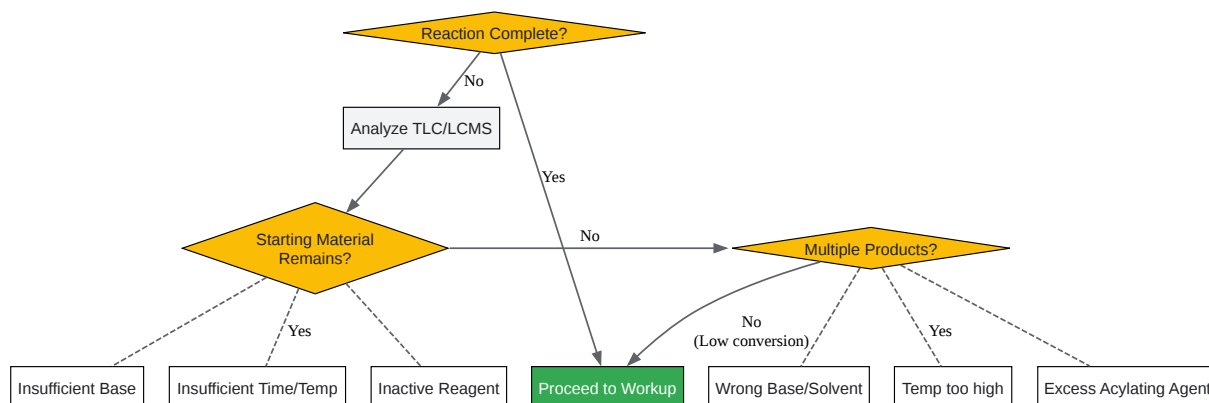 Reaction Complete?
No
Analyze TLC/LCMS
Yes
Starting Material
Remains?
No
Multiple Products?
Yes
No
(Low conversion)
Yes
Insufficient Base
Insufficient Time/Temp
Inactive Reagent
Proceed to Workup
Wrong Base/Solvent
Temp too high
Excess Acylating Agent